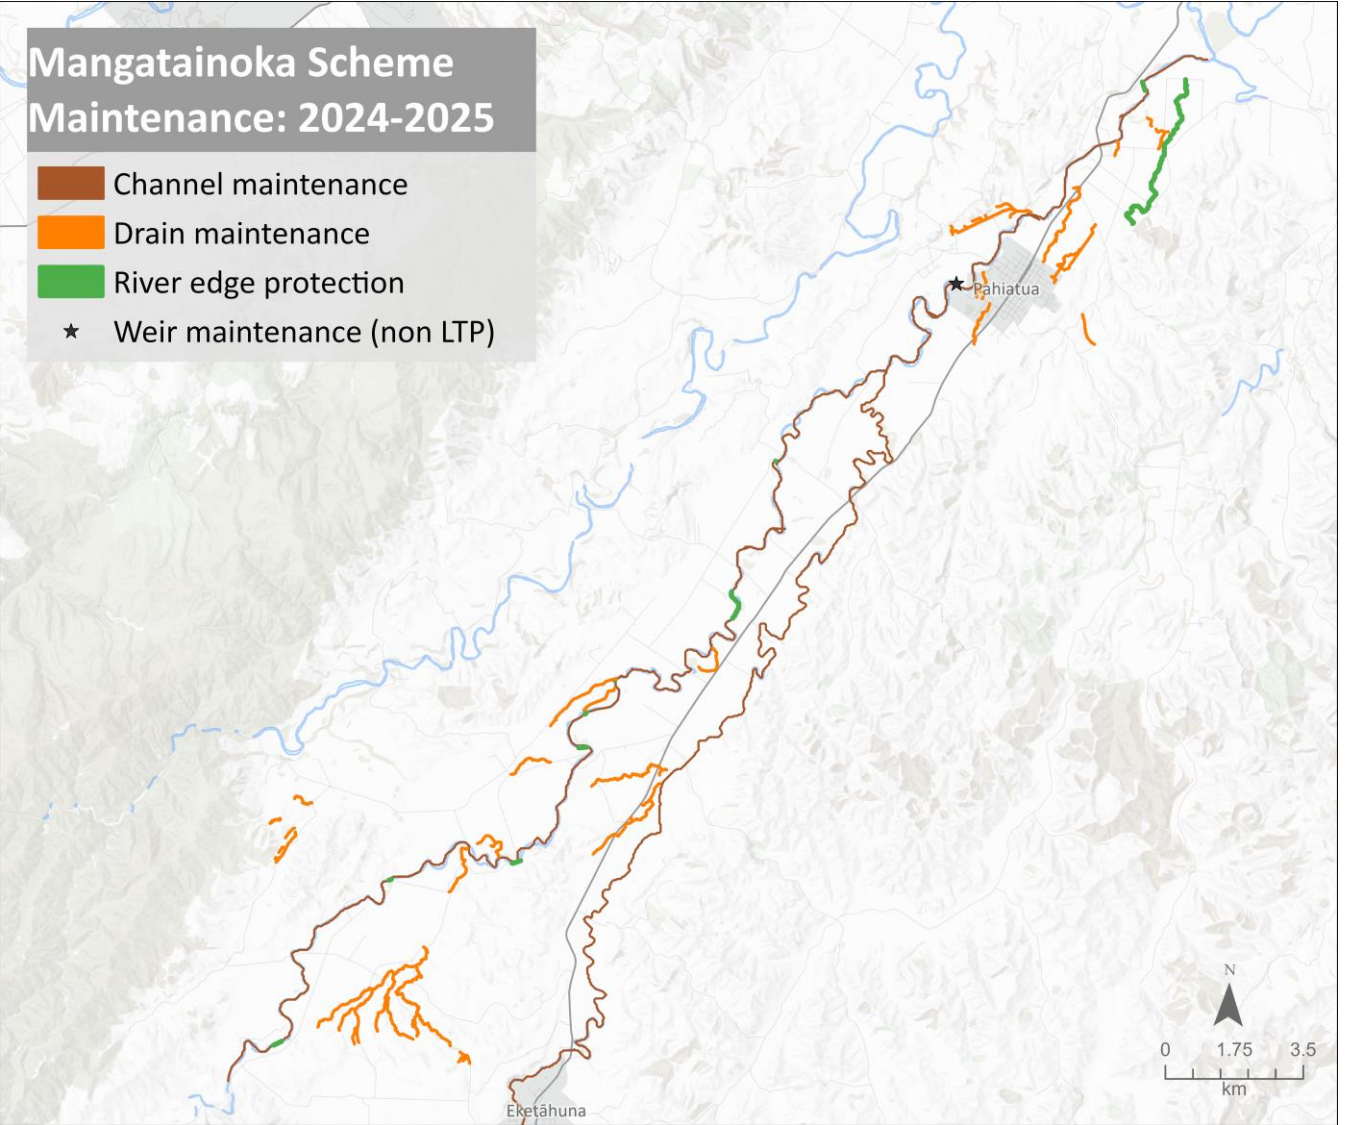 Mangatainoka Scheme
Maintenance: 2024-2025
Channel maintenance
Drain maintenance
River edge protection
Weir maintenance (non LTP)
Pahiatua
Eketāhuna
N
0 1.75 3.5
km